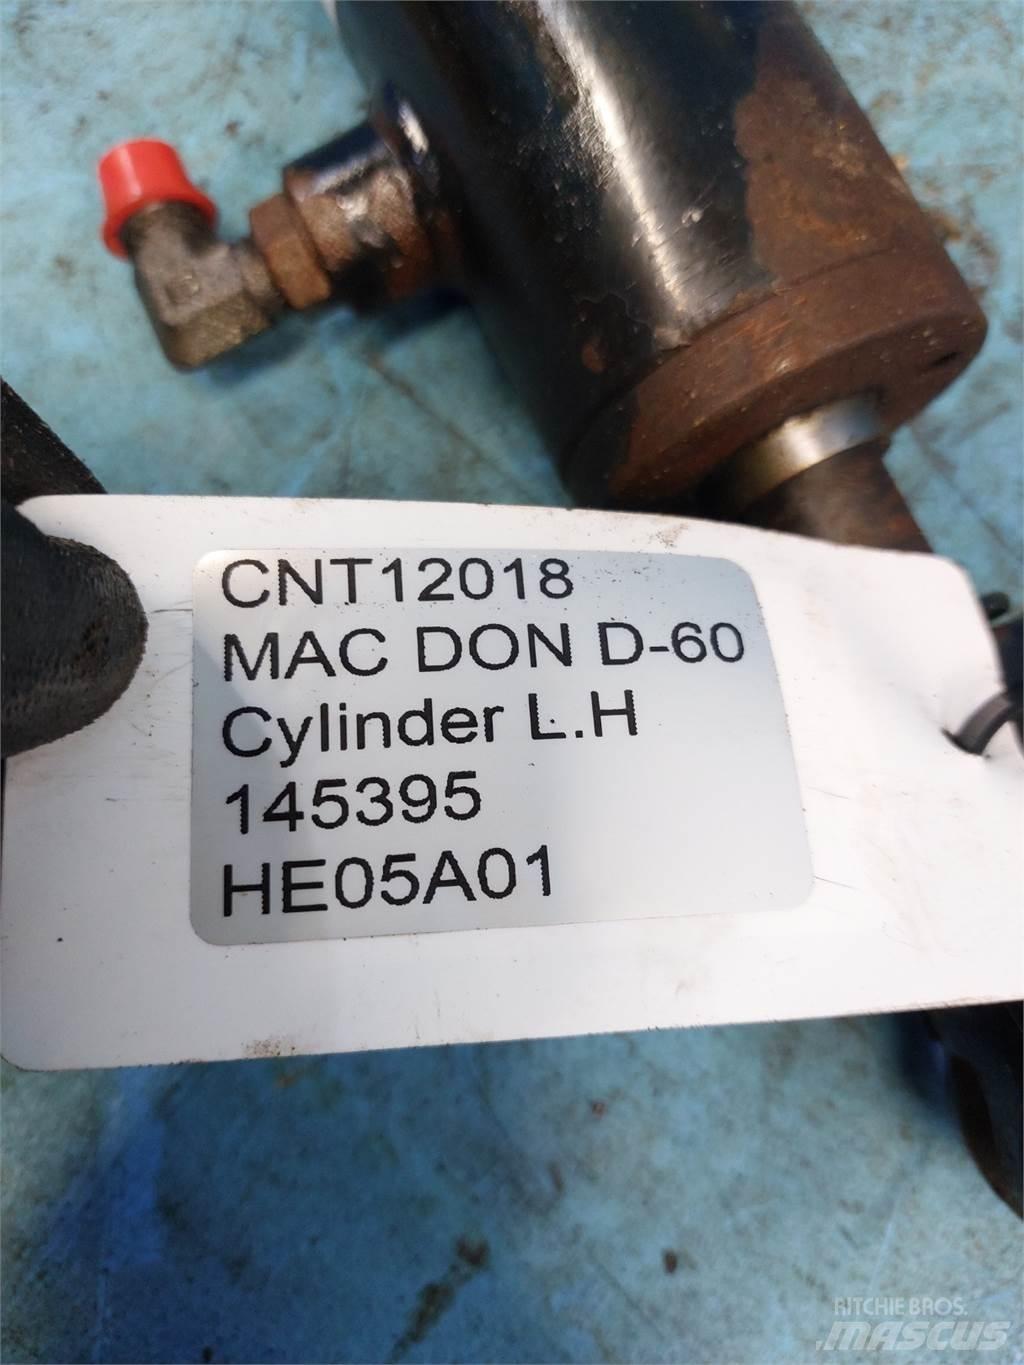 CNT12018
MAC DON D-60
Cylinder L.H
145395
HE05A01
RITCHIE BROS.
MASCUS